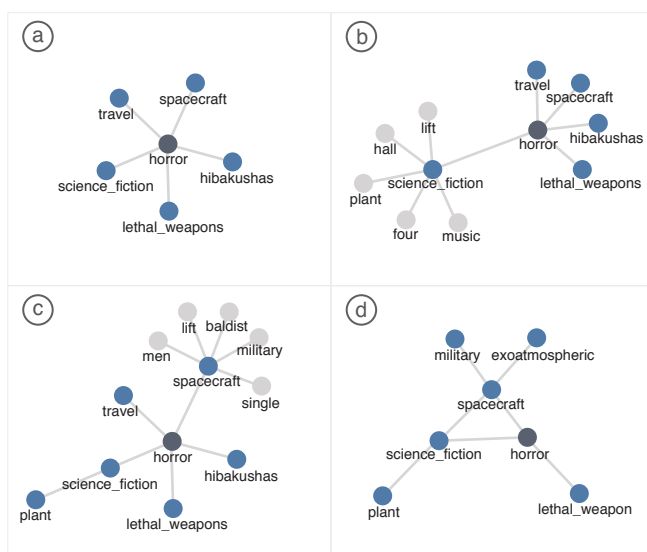 a
spacecraft
travel
horror
hibakushas
science_fiction
lethal_weapons
b
travel
spacecraft
lift
hibakushas
hall
horror
science_fiction
lethal_weapons
plant
four
music
c
lift
baldist
men
military
spacecraft
single
travel
horror
hibakushas
science_fiction
plant
lethal_weapons
d
military
exoatmospheric
spacecraft
science_fiction
horror
plant
lethal_weapon